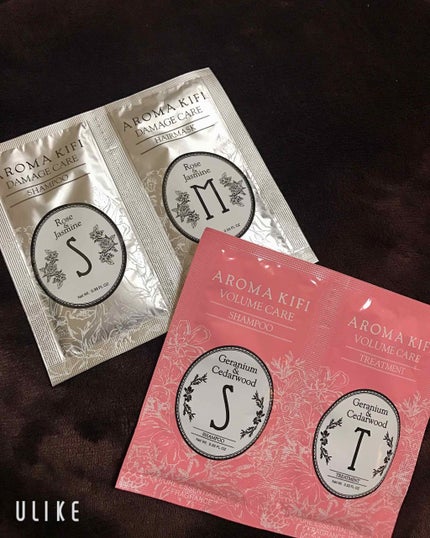 AROMA KIFI
DAMAGE CARE
SHAMPOO
Rose
&
Jasmine
S
AROMA KIFI
DAMAGE CARE
HAIRMASK
Rose
&
Jasmine
M
AROMA KIFI
VOLUME CARE
SHAMPOO
Geranium
&
Cedarwood
S
SHAMPOO
AROMA KIFI
VOLUME CARE
TREATMENT
Geranium
&
Cedarwood
T
TREATMENT
ULIKE